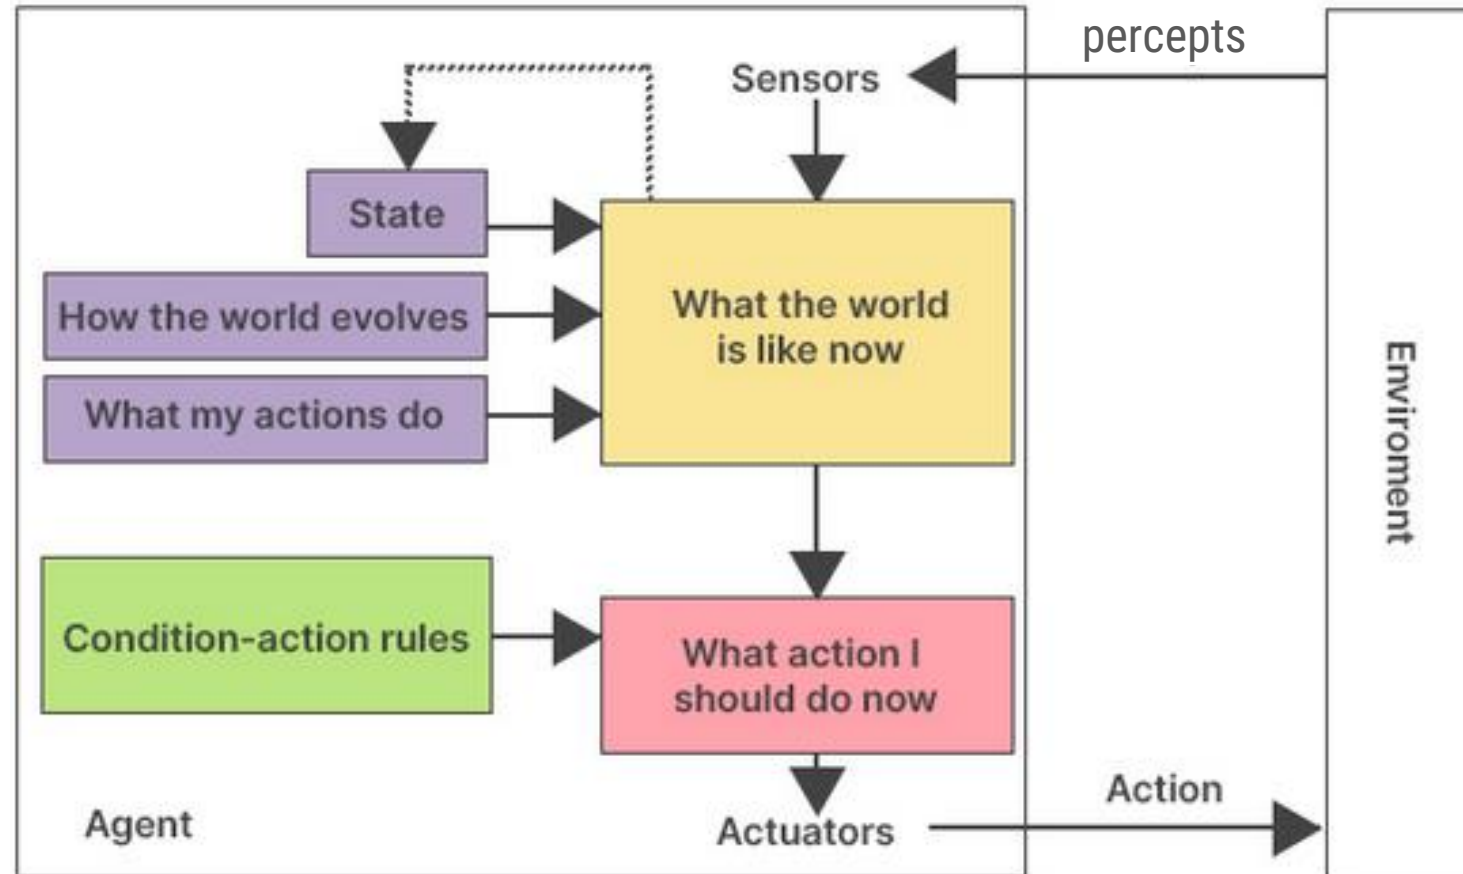 percepts
Sensors
State
How the world evolves
What my actions do
What the world
is like now
Condition-action rules
What action I
should do now
Agent
Actuators
Action
Enviroment